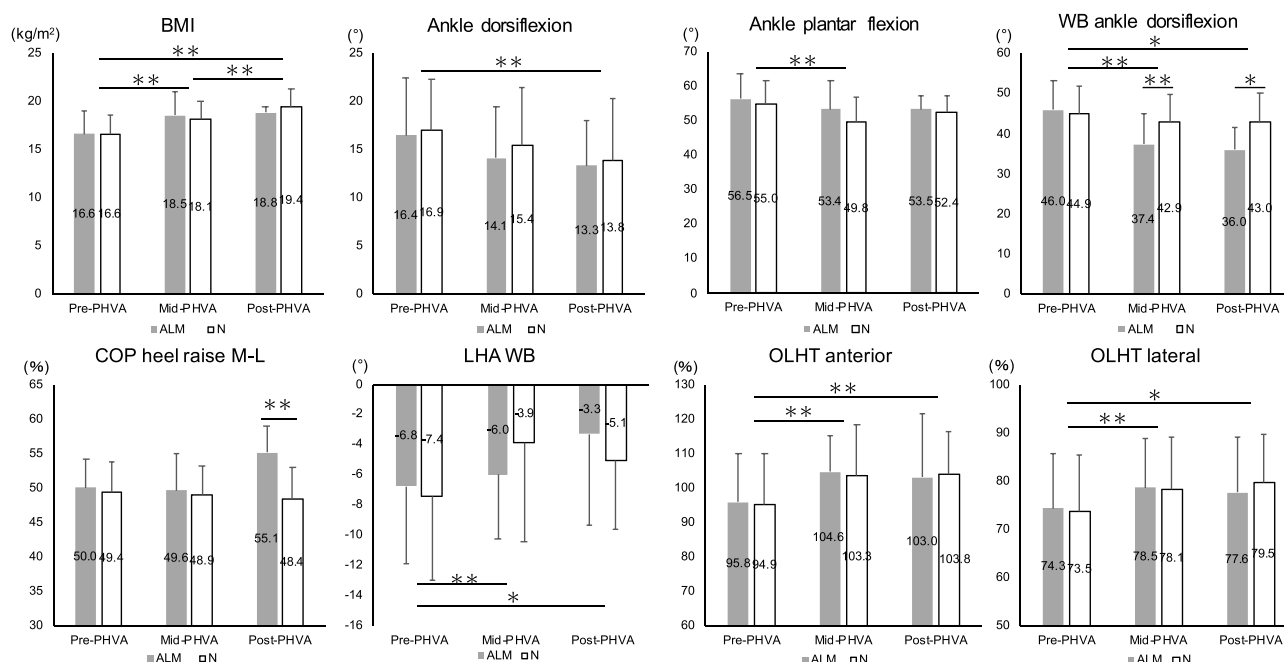 BMI
(kg/m²)
25
20
15
10
5
0
**
**
**
16.6
16.6
18.5
18.1
18.8
19.4
Pre-PHVA
Mid-PHVA
Post-PHVA
ALM
N
Ankle dorsiflexion
(°)
25
20
15
10
5
0
**
16.4
16.9
14.1
15.4
13.3
13.8
Pre-PHVA
Mid-PHVA
Post-PHVA
ALM
N
Ankle plantar flexion
(°)
70
60
50
40
30
20
10
0
**
56.5
55.0
53.4
49.8
53.5
52.4
Pre-PHVA
Mid-PHVA
Post-PHVA
ALM
N
WB ankle dorsiflexion
(°)
60
50
40
30
20
10
0
*
**
**
*
46.0
44.9
37.4
42.9
36.0
43.0
Pre-PHVA
Mid-PHVA
Post-PHVA
ALM
N
COP heel raise M-L
(%)
65
60
55
50
45
40
35
30
**
50.0
49.4
49.6
48.9
55.1
48.4
Pre-PHVA
Mid-PHVA
Post-PHVA
ALM
N
LHA WB
(°)
0
-2
-4
-6
-8
-10
-12
-14
-16
-6.8
-7.4
-6.0
-3.9
-3.3
-5.1
**
*
Pre-PHVA
Mid-PHVA
Post-PHVA
ALM
N
OLHT anterior
(%)
130
120
110
100
90
80
70
60
**
**
95.8
94.9
104.6
103.3
103.0
103.8
Pre-PHVA
Mid-PHVA
Post-PHVA
ALM
N
OLHT lateral
(%)
100
90
80
70
60
50
*
**
74.3
73.5
78.5
78.1
77.6
79.5
Pre-PHVA
Mid-PHVA
Post-PHVA
ALM
N